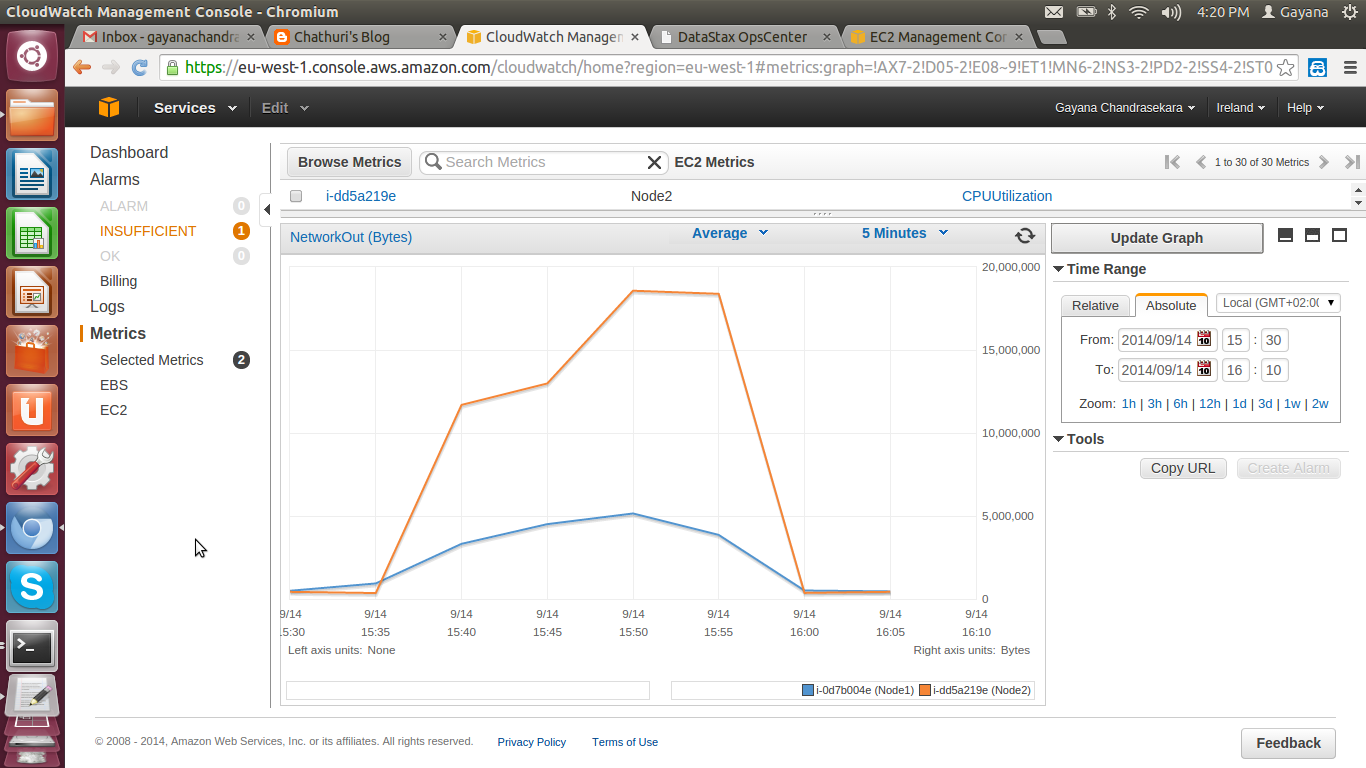 CloudWatch Management Console - Chromium
4:20 PM Gayana
Inbox - gayanachandra
Chathuri's Blog
CloudWatch Managem
DataStax OpsCenter
EC2 Management Con
https://eu-west-1.console.aws.amazon.com/cloudwatch/home?region=eu-west-1#metrics:graph=!AX7-2!D05-2!E08~9!ET1!MN6-2!NS3-2!PD2-2!SS4-2!ST0
Services Edit Gayana Chandrasekara Ireland Help
Dashboard
Alarms
ALARM 0
INSUFFICIENT 1
OK 0
Billing
Logs
Metrics
Selected Metrics 2
EBS
EC2
Browse Metrics Search Metrics EC2 Metrics 1 to 30 of 30 Metrics
i-dd5a219e Node2 CPUUtilization
NetworkOut (Bytes) Average 5 Minutes
20,000,000
15,000,000
10,000,000
5,000,000
0
9/14 9/14 9/14 9/14 9/14 9/14 9/14 9/14 9/14
15:30 15:35 15:40 15:45 15:50 15:55 16:00 16:05 16:10
Left axis units: None Right axis units: Bytes
i-0d7b004e (Node1) i-dd5a219e (Node2)
Update Graph
Time Range
Relative Absolute Local (GMT+02:00
From: 2014/09/14 10 15 : 30
To: 2014/09/14 10 16 : 10
Zoom: 1h | 3h | 6h | 12h | 1d | 3d | 1w | 2w
Tools
Copy URL Create Alarm
© 2008 - 2014, Amazon Web Services, Inc. or its affiliates. All rights reserved. Privacy Policy Terms of Use
Feedback